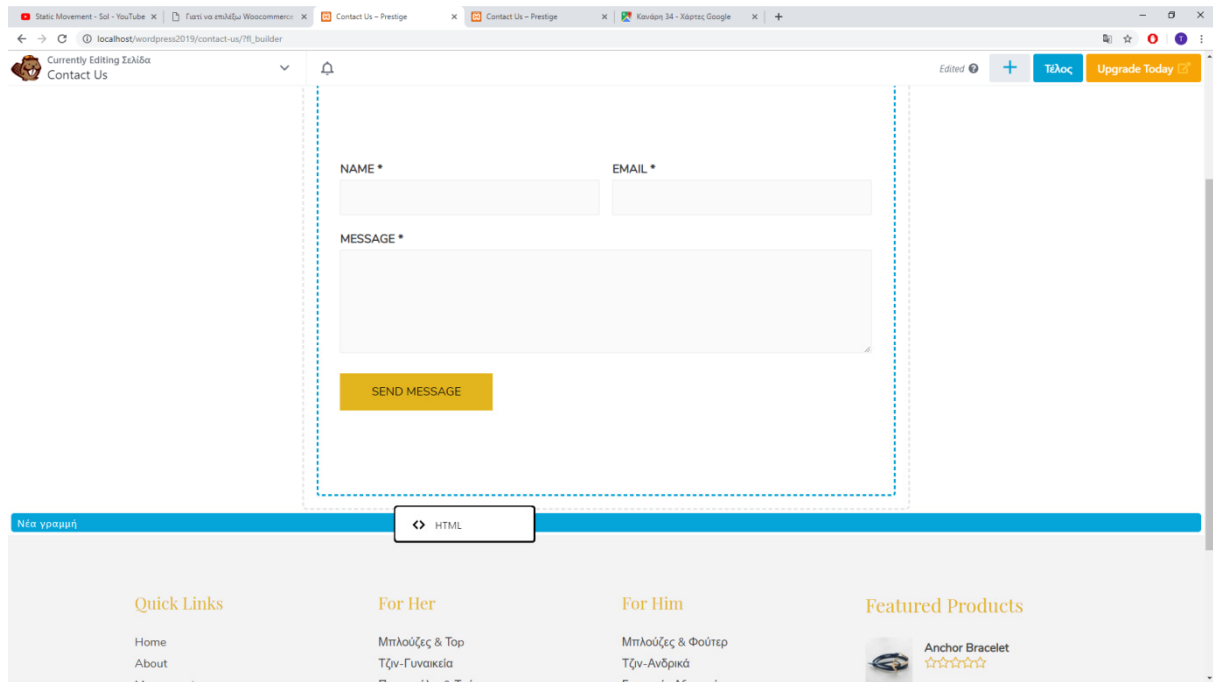 Static Movement - Sol - YouTube
Γιατί να επιλέξω Woocommerce
Contact Us – Prestige
Contact Us – Prestige
Κανάρη 34 - Χάρτες Google
localhost/wordpress2019/contact-us/?fl_builder
Currently Editing Σελίδα
Contact Us
Edited
Τέλος
Upgrade Today
NAME *
EMAIL *
MESSAGE *
SEND MESSAGE
Νέα γραμμή
HTML
Quick Links
For Her
For Him
Featured Products
Home
Μπλούζες & Top
Μπλούζες & Φούτερ
Anchor Bracelet
About
Τζιν-Γυναικεία
Τζιν-Ανδρικά